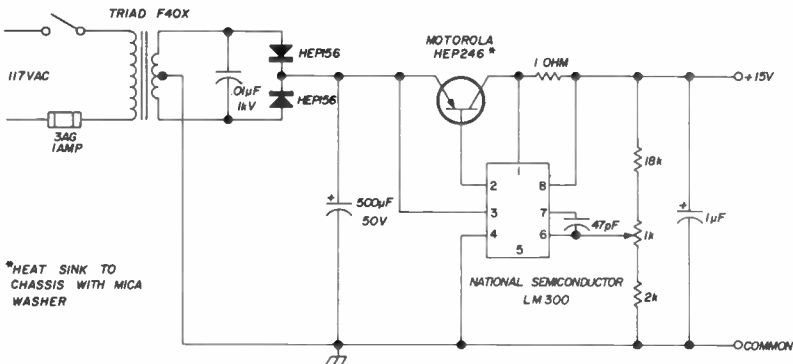 TRIAD F40X
117VAC
3AG
1AMP
.01µF
1kV
HEP156
HEP156
MOTOROLA
HEP246*
1 OHM
+15V
1
2
8
3
7
4
6
5
47pF
18k
1k
2k
+
500µF
50V
+
1µF
NATIONAL SEMICONDUCTOR
LM300
*HEAT SINK TO
CHASSIS WITH MICA
WASHER
COMMON